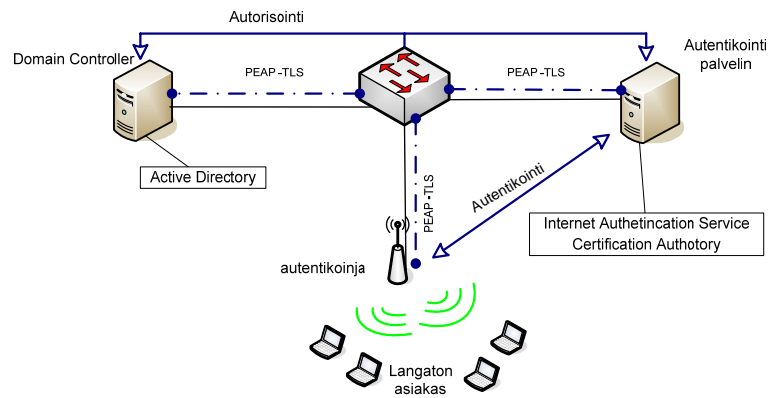 Autorisointi
Domain Controller
Autentikointi
palvelin
PEAP -TLS
PEAP -TLS
Active Directory
PEAP -TLS
Autentikointi
Internet Authetincation Service
Certification Authotory
autentikoinja
Langaton
asiakas